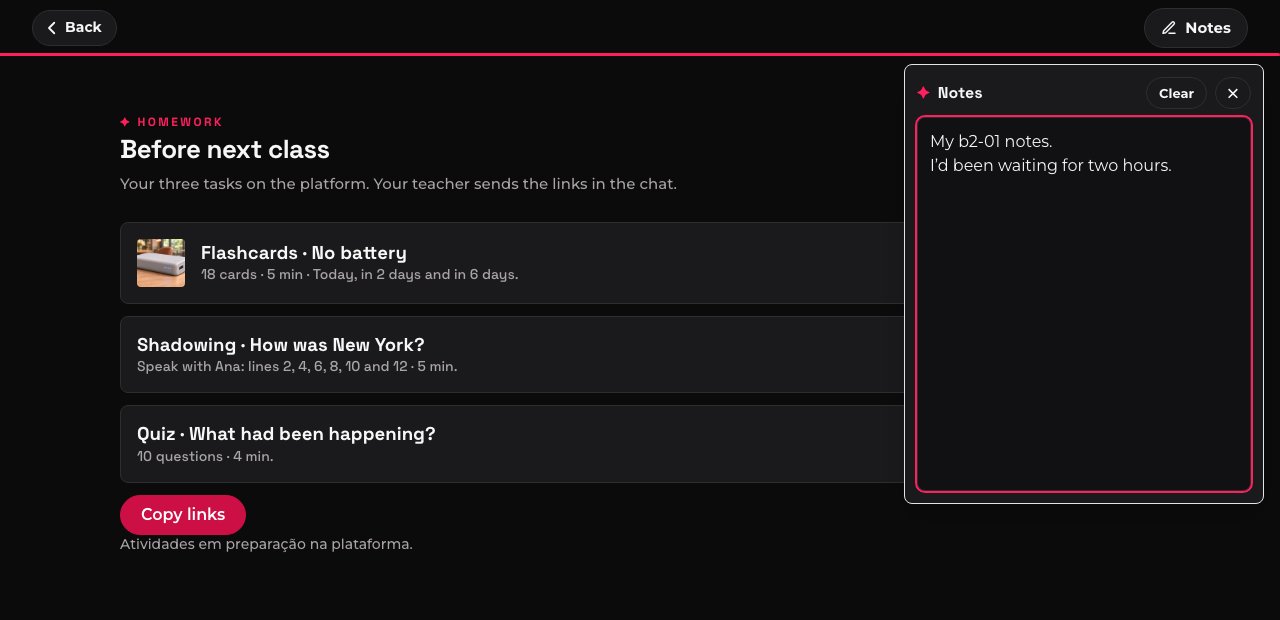 Back
Notes
HOMEWORK
Before next class
Your three tasks on the platform. Your teacher sends the links in the chat.
Flashcards · No battery
18 cards · 5 min · Today, in 2 days and in 6 days.
Shadowing · How was New York?
Speak with Ana: lines 2, 4, 6, 8, 10 and 12 · 5 min.
Quiz · What had been happening?
10 questions · 4 min.
Copy links
Atividades em preparação na plataforma.
Notes
Clear
My b2-01 notes.
I'd been waiting for two hours.